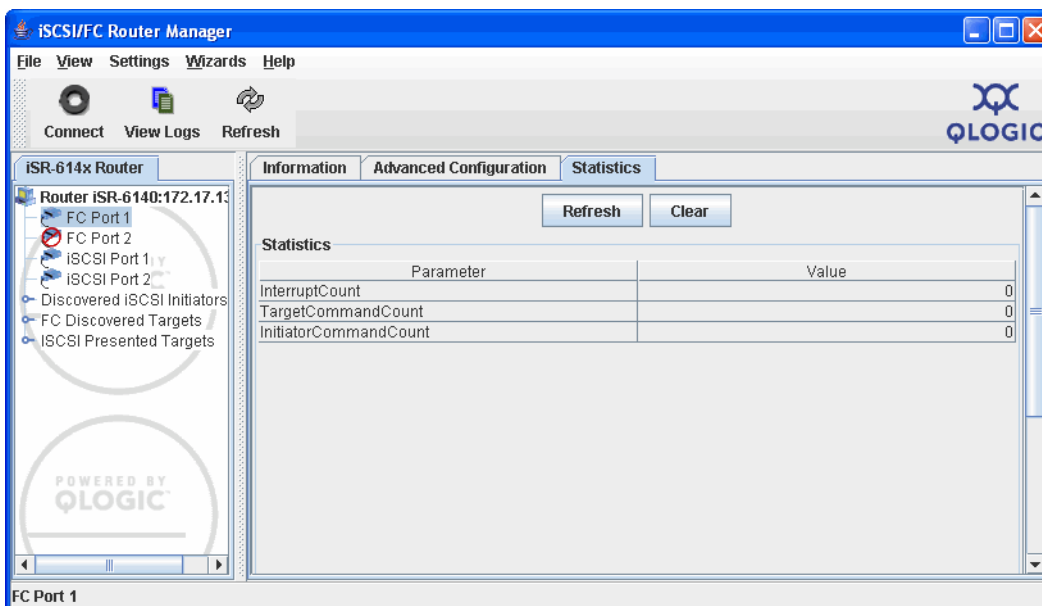 iSCSI/FC Router Manager
File View Settings Wizards Help
Connect View Logs Refresh
QLOGIC
iSR-614x Router
Information Advanced Configuration Statistics
Router iSR-6140:172.17.13
FC Port 1
FC Port 2
iSCSI Port 1
iSCSI Port 2
Discovered iSCSI Initiators
FC Discovered Targets
ISCSI Presented Targets
POWERED BY
QLOGIC
Refresh Clear
Statistics
Parameter Value
InterruptCount 0
TargetCommandCount 0
InitiatorCommandCount 0
FC Port 1